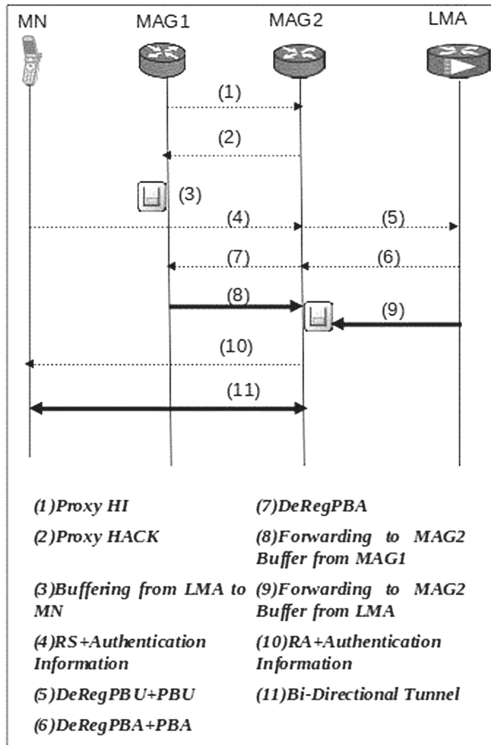 MN MAG1 MAG2 LMA
(1)
(2)
(3)
(4) (5)
(7) (6)
(8) (9)
(10)
(11)
(1)Proxy HI
(2)Proxy HACK
(3)Buffering from LMA to
MN
(4)RS+Authentication
Information
(5)DeRegPBU+PBU
(6)DeRegPBA+PBA
(7)DeRegPBA
(8)Forwarding to MAG2
Buffer from MAG1
(9)Forwarding to MAG2
Buffer from LMA
(10)RA+Authentication
Information
(11)Bi-Directional Tunnel